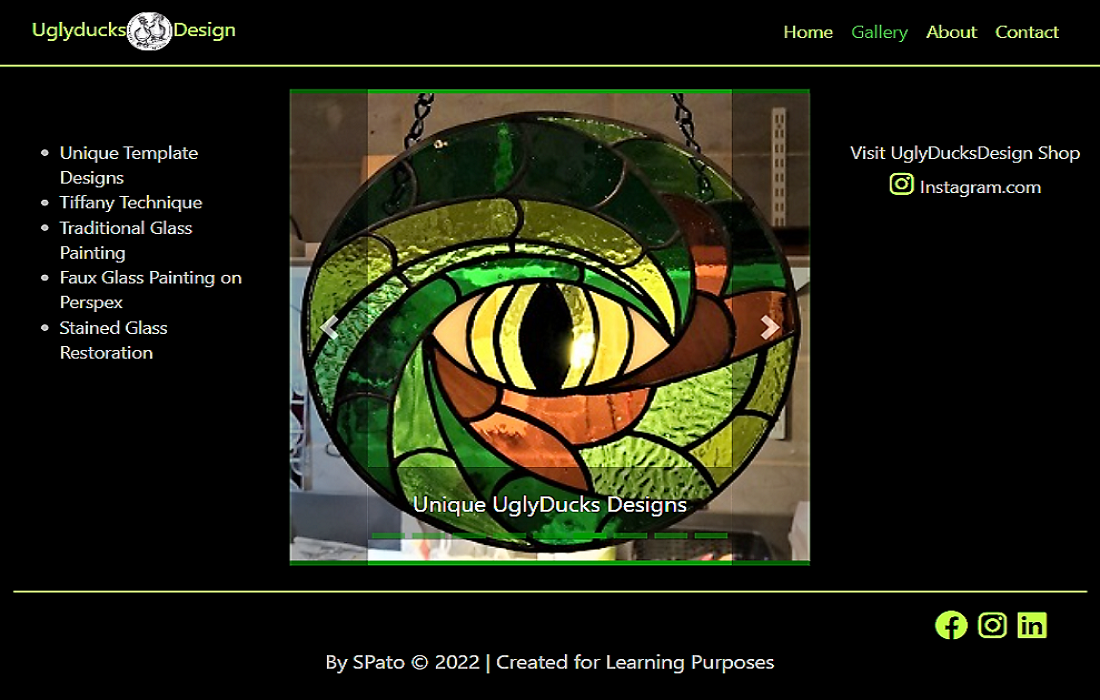 Uglyducks Design
Home Gallery About Contact
Unique Template
Designs
Tiffany Technique
Traditional Glass
Painting
Faux Glass Painting on
Perspex
Stained Glass
Restoration
Unique UglyDucks Designs
Visit UglyDucksDesign Shop
Instagram.com
By SPato © 2022 | Created for Learning Purposes